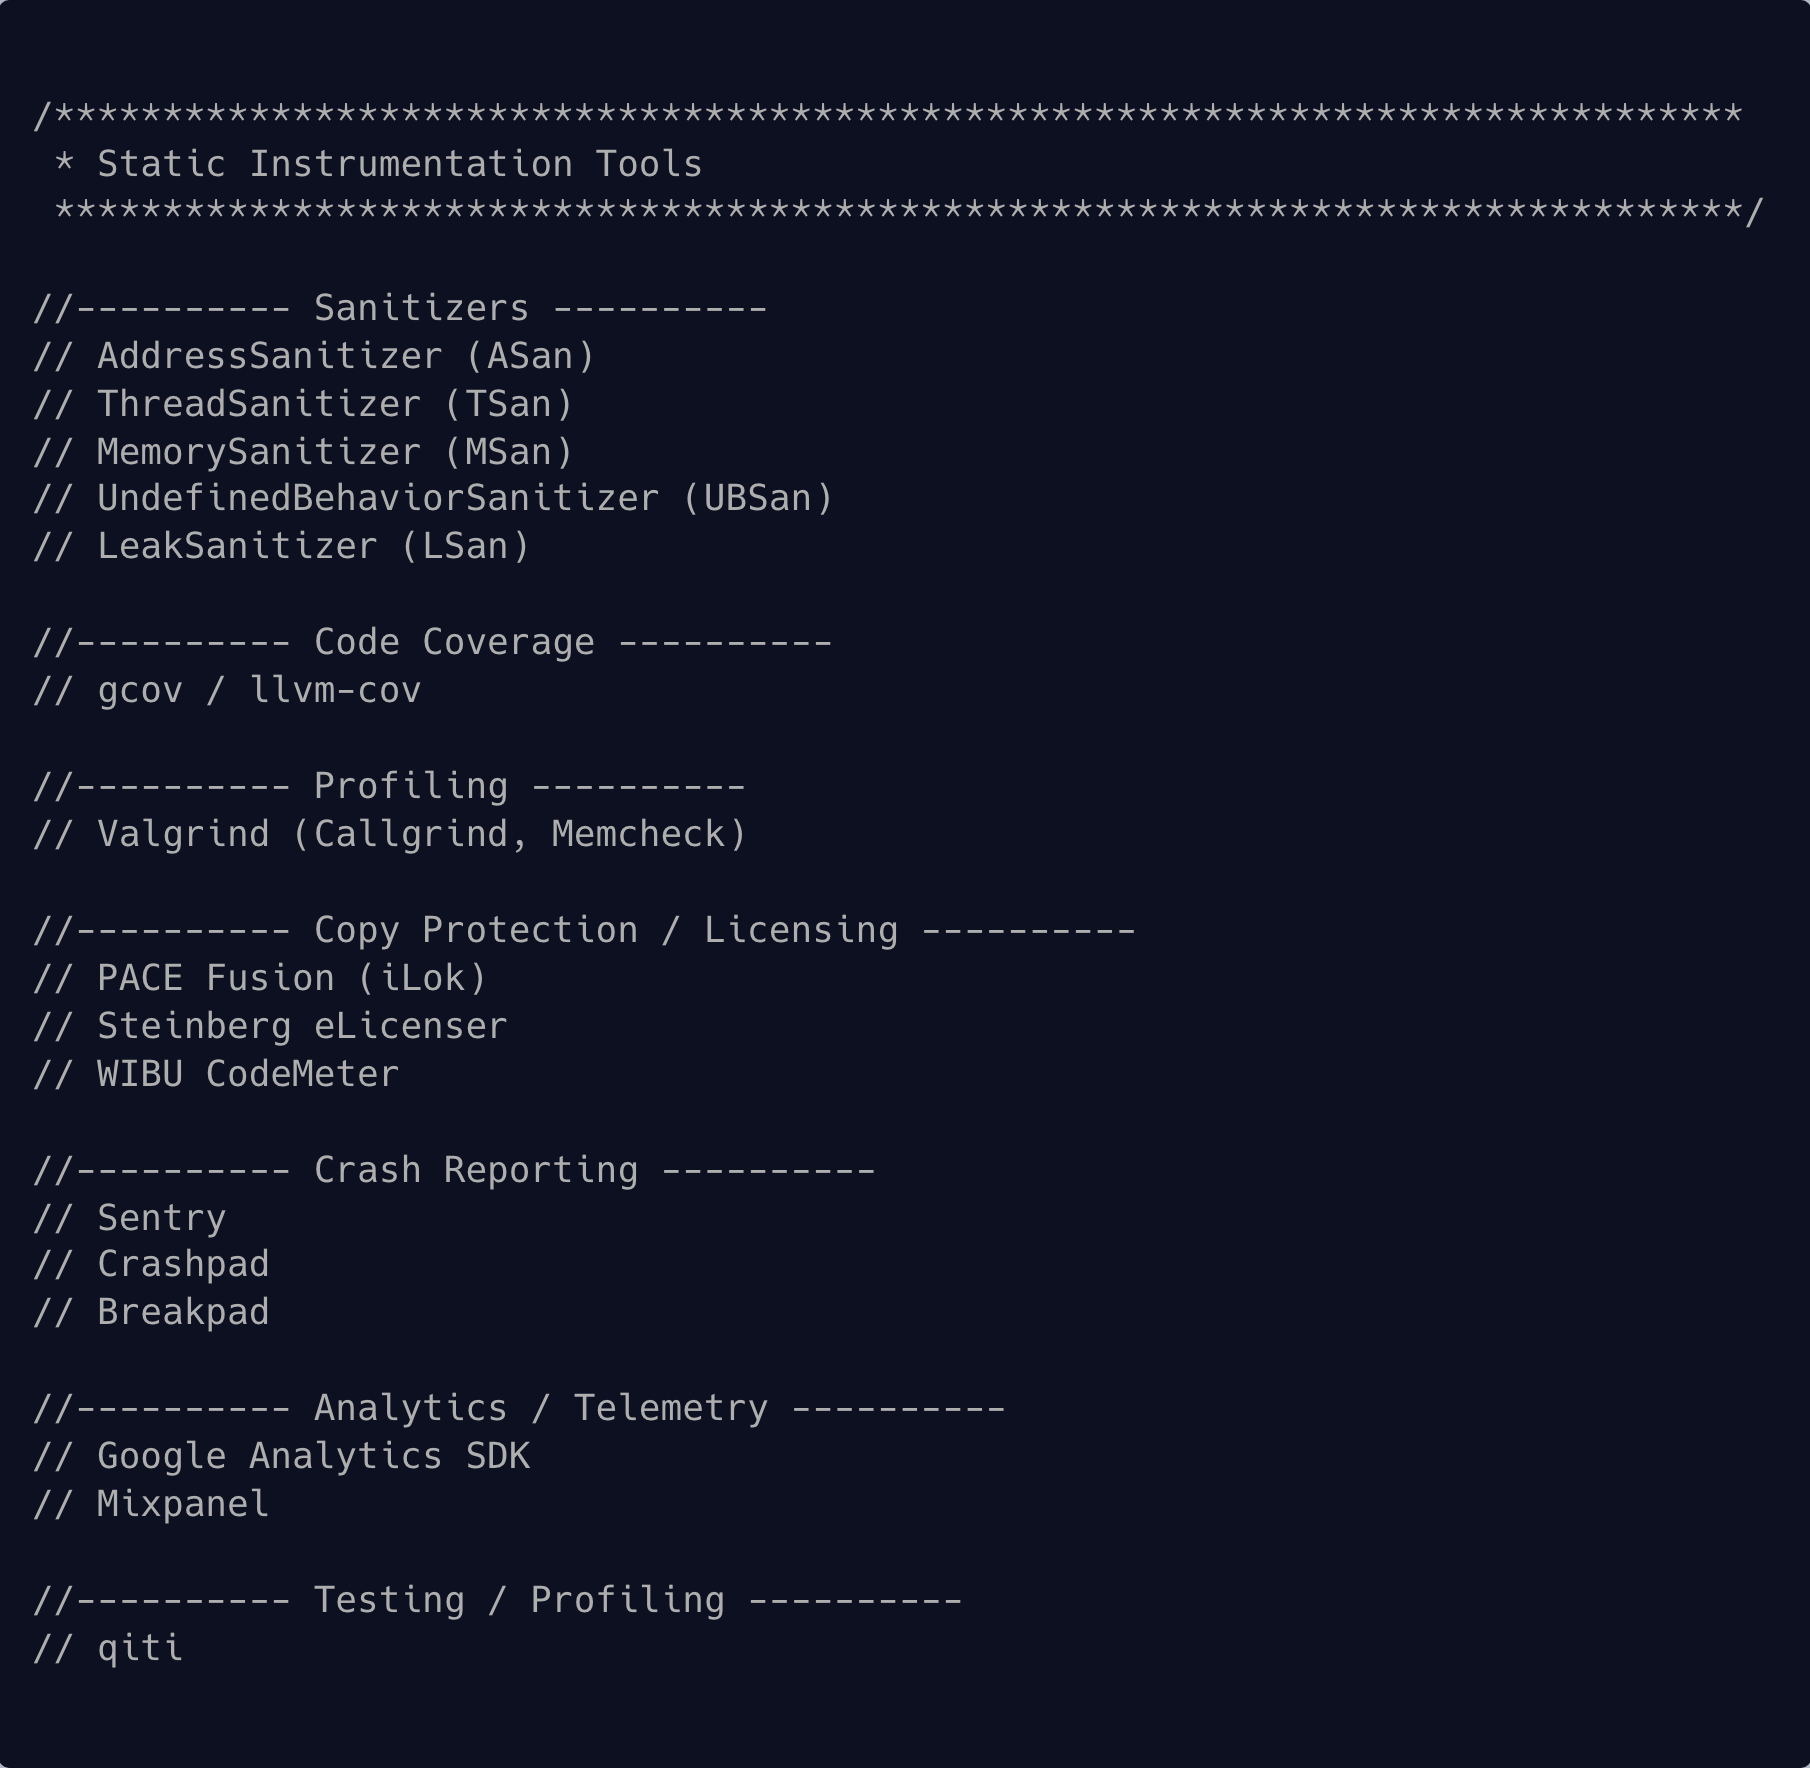 /******************************************************************************
 * Static Instrumentation Tools
 ******************************************************************************/
//---------- Sanitizers ----------
// AddressSanitizer (ASan)
// ThreadSanitizer (TSan)
// MemorySanitizer (MSan)
// UndefinedBehaviorSanitizer (UBSan)
// LeakSanitizer (LSan)
//---------- Code Coverage ----------
// gcov / llvm-cov
//---------- Profiling ----------
// Valgrind (Callgrind, Memcheck)
//---------- Copy Protection / Licensing ----------
// PACE Fusion (iLok)
// Steinberg eLicenser
// WIBU CodeMeter
//---------- Crash Reporting ----------
// Sentry
// Crashpad
// Breakpad
//---------- Analytics / Telemetry ----------
// Google Analytics SDK
// Mixpanel
//---------- Testing / Profiling ----------
// qiti